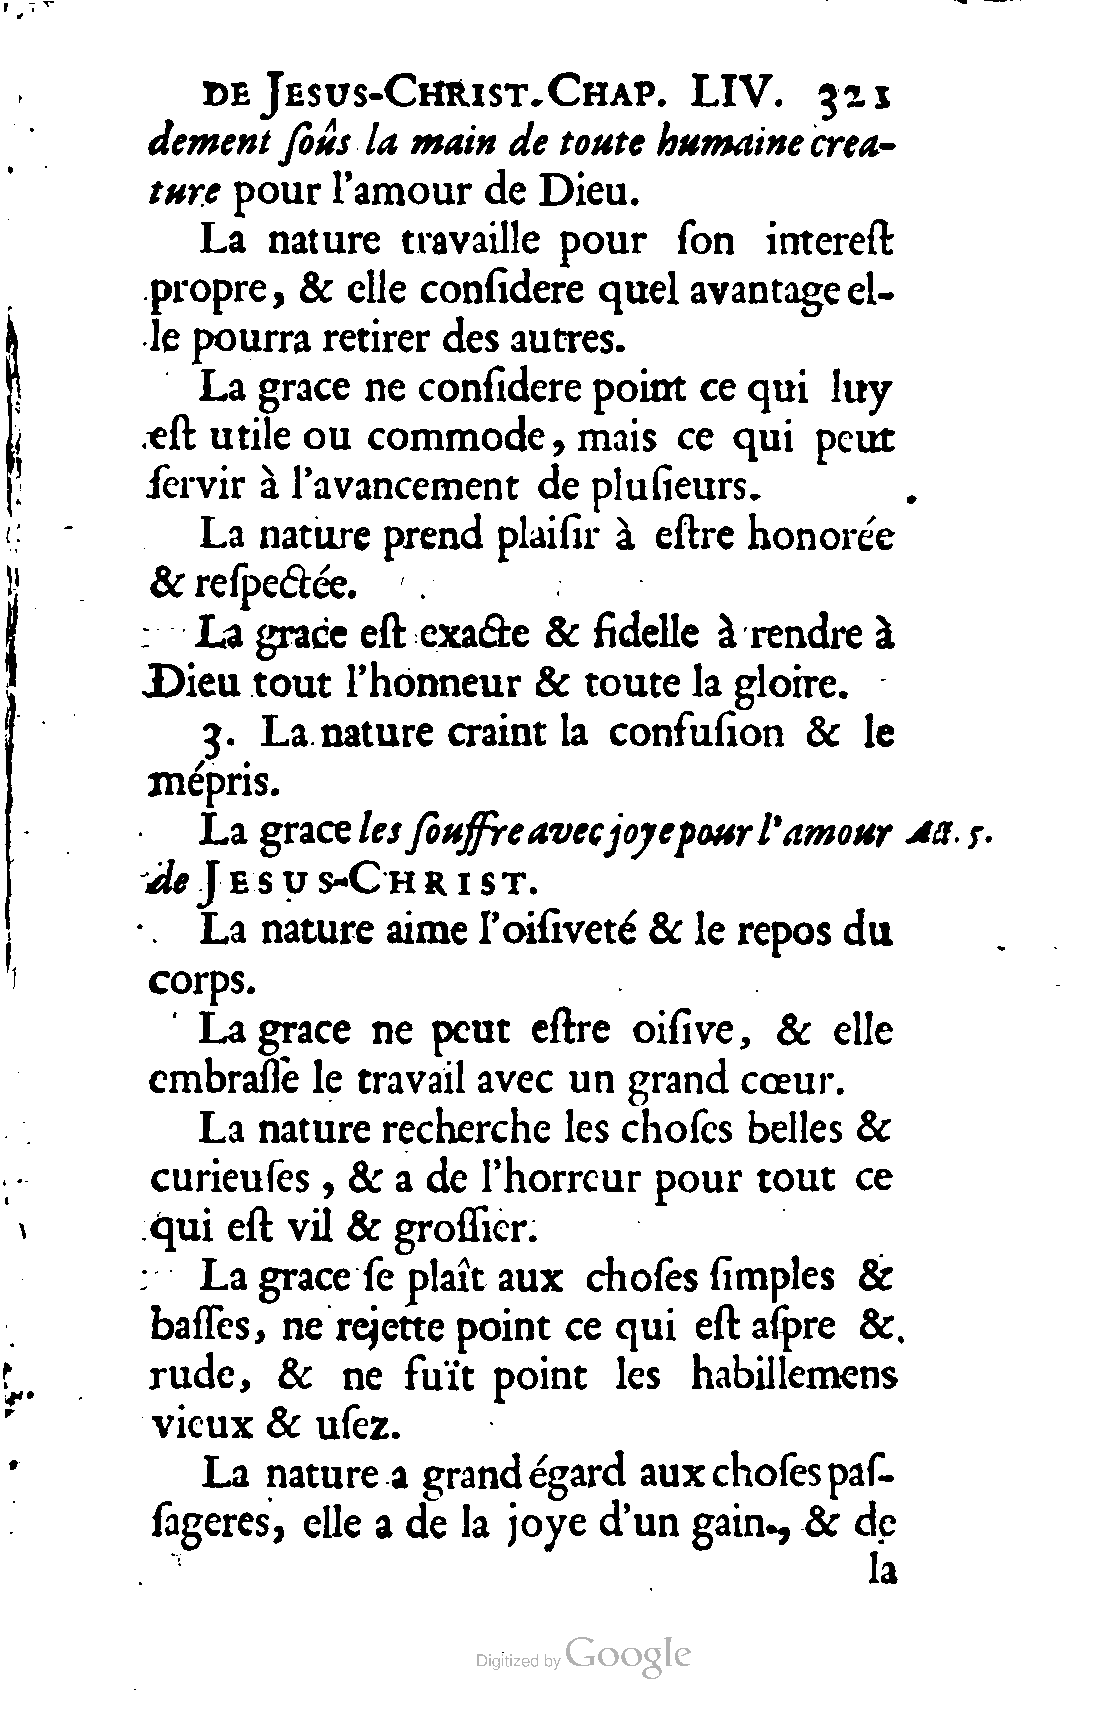 DE JESUS-CHRIST. CHAP. LIV. 321
dement ſoûs la main de toute humaine crea-
ture pour l'amour de Dieu.
La nature travaille pour ſon intereſt
propre, & elle conſidere quel avantage el-
le pourra retirer des autres.
La grace ne conſidere point ce qui luy
eſt utile ou commode, mais ce qui peut
ſervir à l'avancement de pluſieurs.
La nature prend plaiſir à eſtre honorée
& reſpectée.
La grace eſt exacte & fidelle à rendre à
Dieu tout l'honneur & toute la gloire.
3. La nature craint la confuſion & le
mépris.
La grace les ſouffre avec joye pour l'amour Act. 5.
de JESUS-CHRIST.
La nature aime l'oiſiveté & le repos du
corps.
La grace ne peut eſtre oiſive, & elle
embraſſe le travail avec un grand cœur.
La nature recherche les choſes belles &
curieuſes, & a de l'horreur pour tout ce
qui eſt vil & groſſier.
La grace ſe plaît aux choſes ſimples &
baſſes, ne rejette point ce qui eſt aſpre &
rude, & ne fuït point les habillemens
vieux & uſez.
La nature a grand égard aux choſes paſ-
ſageres, elle a de la joye d'un gain, & de
la
Digitized by Google